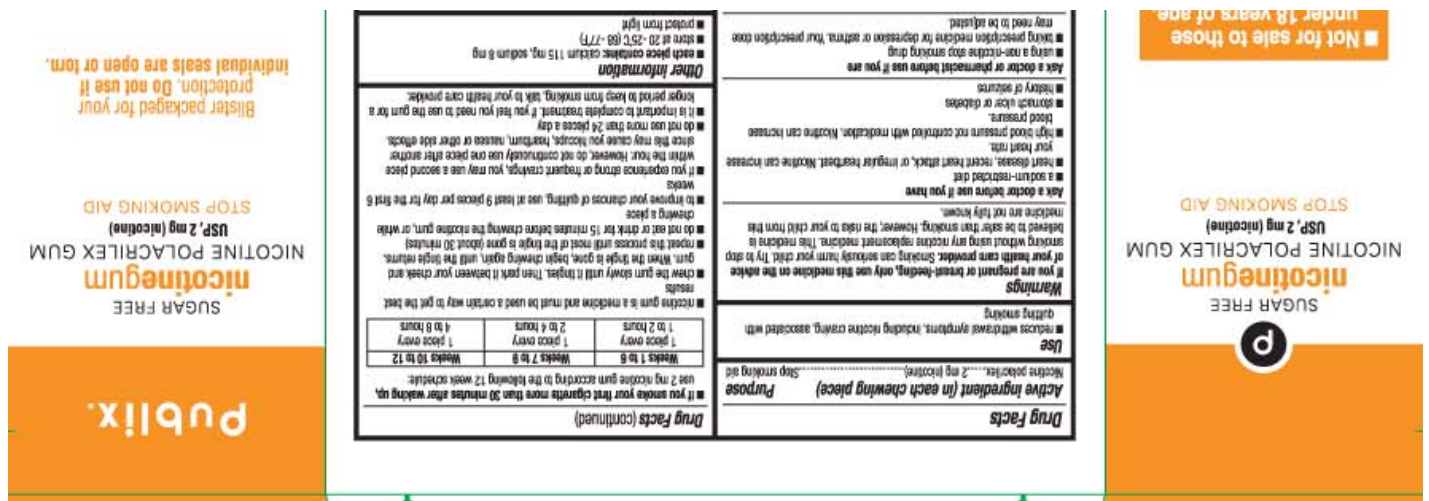 P
SUGAR FREE
nicotinegum
NICOTINE POLACRILEX GUM
USP, 2 mg (nicotine)
STOP SMOKING AID
■ Not for sale to those
under 18 years of age.
Drug Facts
Active ingredient (in each chewing piece) Purpose
Nicotine polacrilex.....2 mg (nicotine)...............................Stop smoking aid
Use
■ reduces withdrawal symptoms, including nicotine craving, associated with
quitting smoking
Warnings
If you are pregnant or breast-feeding, only use this medicine on the advice
of your health care provider. Smoking can seriously harm your child. Try to stop
smoking without using any nicotine replacement medicine. This medicine is
believed to be safer than smoking. However, the risks to your child from this
medicine are not fully known.
Ask a doctor before use if you have
■ a sodium-restricted diet
■ heart disease, recent heart attack, or irregular heartbeat. Nicotine can increase
your heart rate.
■ high blood pressure not controlled with medication. Nicotine can increase
blood pressure.
■ stomach ulcer or diabetes
■ history of seizures
Ask a doctor or pharmacist before use if you are
■ using a non-nicotine stop smoking drug
■ taking prescription medicine for depression or asthma. Your prescription dose
may need to be adjusted.
Drug Facts (continued)
■ if you smoke your first cigarette more than 30 minutes after waking up,
use 2 mg nicotine gum according to the following 12 week schedule:
Weeks 1 to 6 Weeks 7 to 9 Weeks 10 to 12
1 piece every 1 piece every 1 piece every
1 to 2 hours 2 to 4 hours 4 to 8 hours
■ nicotine gum is a medicine and must be used a certain way to get the best
results
■ chew the gum slowly until it tingles. Then park it between your cheek and
gum. When the tingle is gone, begin chewing again, until the tingle returns.
■ repeat this process until most of the tingle is gone (about 30 minutes)
■ do not eat or drink for 15 minutes before chewing the nicotine gum, or while
chewing a piece
■ to improve your chances of quitting, use at least 9 pieces per day for the first 6
weeks
■ if you experience strong or frequent cravings, you may use a second piece
within the hour. However, do not continuously use one piece after another
since this may cause you hiccups, heartburn, nausea or other side effects.
■ do not use more than 24 pieces a day
■ it is important to complete treatment. If you feel you need to use the gum for a
longer period to keep from smoking, talk to your health care provider.
Other information
■ each piece contains: calcium 115 mg, sodium 8 mg
■ store at 20 -25°C (68 -77°F)
■ protect from light
Publix.
SUGAR FREE
nicotinegum
NICOTINE POLACRILEX GUM
USP, 2 mg (nicotine)
STOP SMOKING AID
Blister packaged for your
protection. Do not use if
individual seals are open or torn.